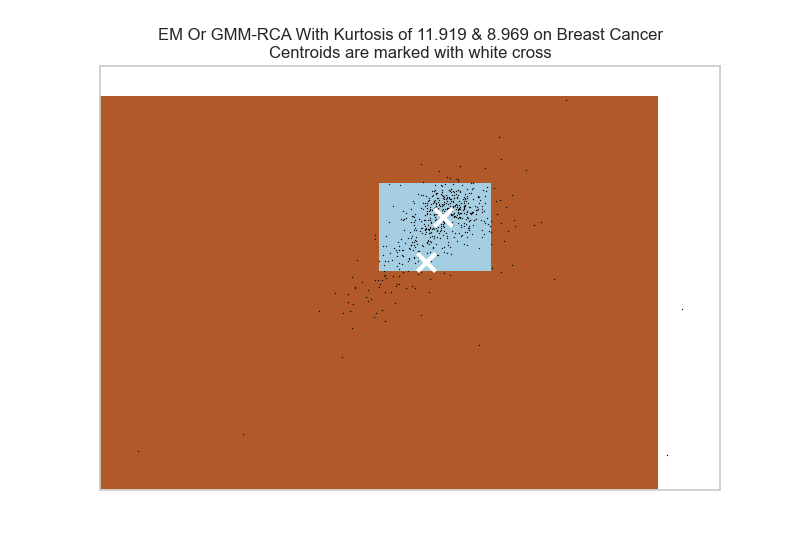 EM Or GMM-RCA With Kurtosis of 11.919 & 8.969 on Breast Cancer
Centroids are marked with white cross